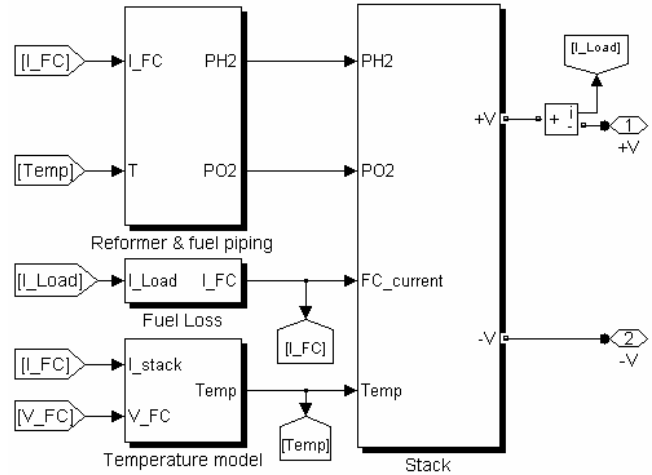 [I_Load]
[I_FC]
I_FC
PH2
PH2
+V
+
i
-
1
+V
[Temp]
T
PO2
PO2
Reformer & fuel piping
[I_Load]
I_Load
I_FC
FC_current
Fuel Loss
[I_FC]
-V
2
-V
[I_FC]
I_stack
Temp
Temp
[V_FC]
V_FC
[Temp]
Temperature model
Stack